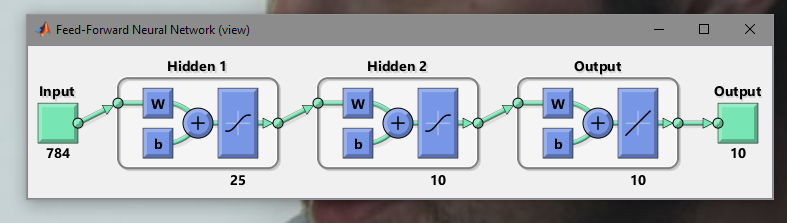 Feed-Forward Neural Network (view)
Hidden 1 Hidden 2 Output
Input Output
W W W
+ + +
b b b
784 10
25 10 10